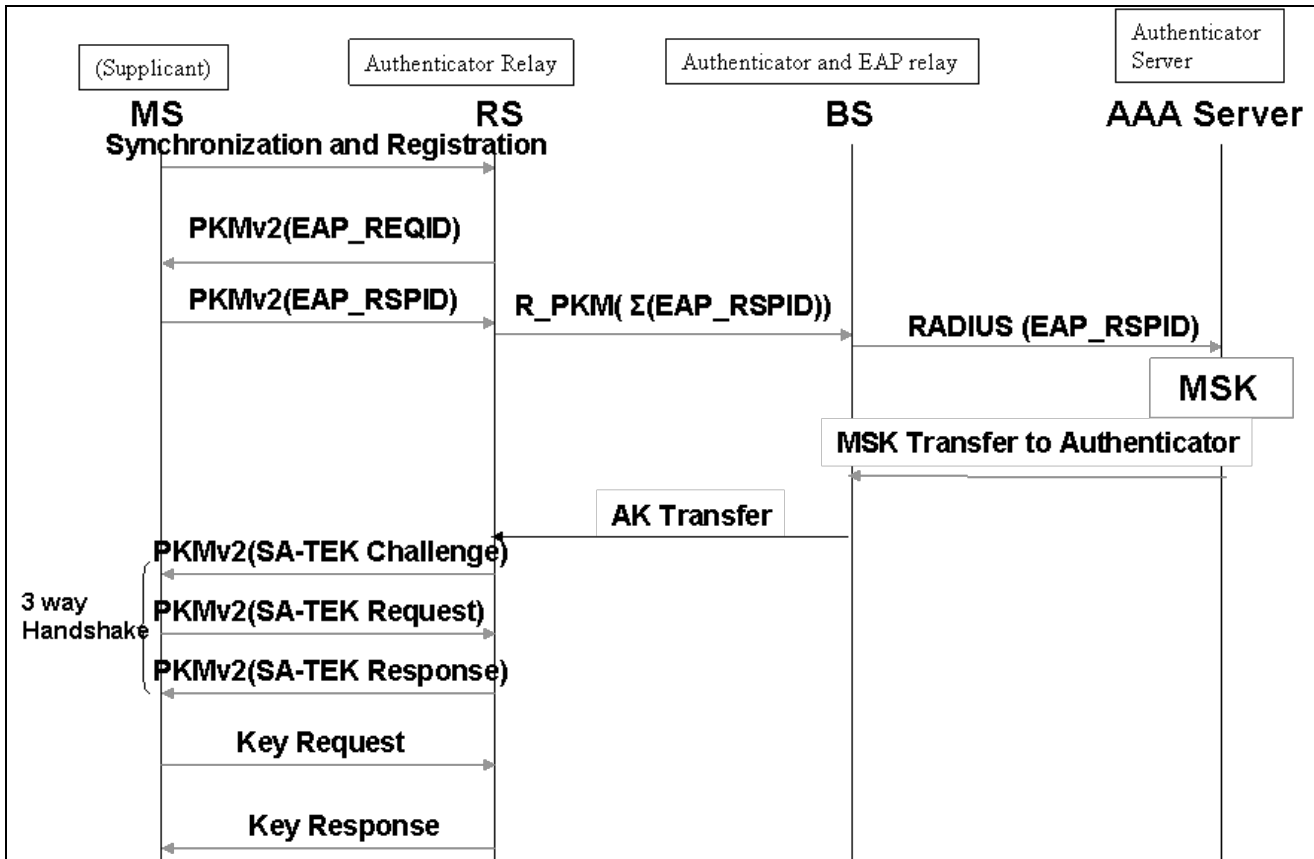 (Supplicant)
Authenticator Relay
Authenticator and EAP relay
Authenticator
Server
MS
RS
BS
AAA Server
Synchronization and Registration
PKMv2(EAP_REQID)
PKMv2(EAP_RSPID)
R_PKM( Σ(EAP_RSPID))
RADIUS (EAP_RSPID)
MSK
MSK Transfer to Authenticator
AK Transfer
PKMv2(SA-TEK Challenge)
3 way
Handshake
PKMv2(SA-TEK Request)
PKMv2(SA-TEK Response)
Key Request
Key Response